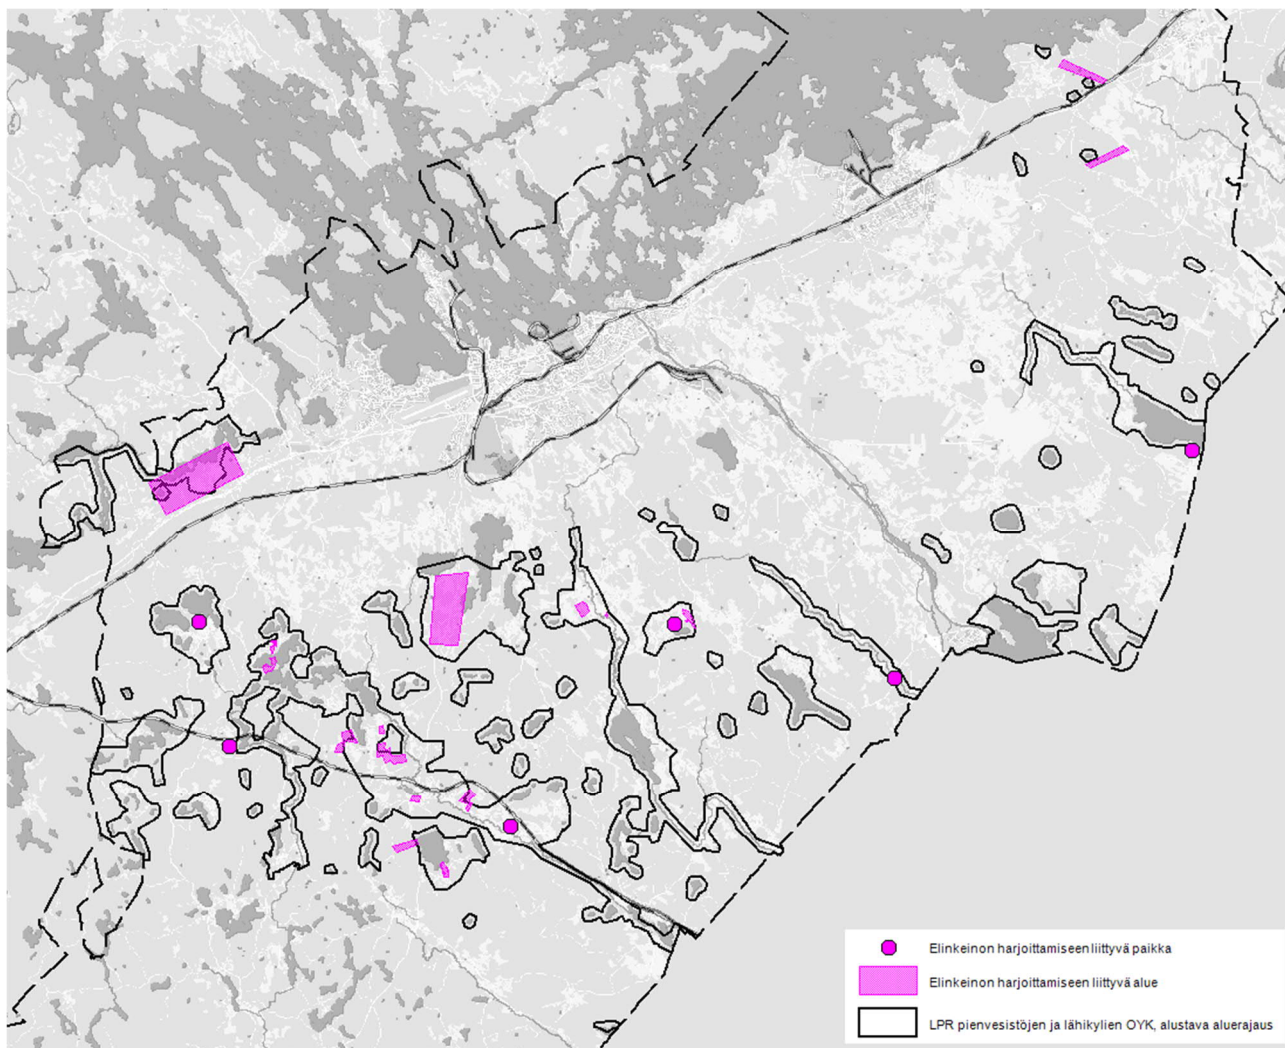 Elinkeinon harjoittamiseen liittyvä paikka
Elinkeinon harjoittamiseen liittyvä alue
LPR pienvesistöjen ja lähikylien OYK, alustava aluerajaus